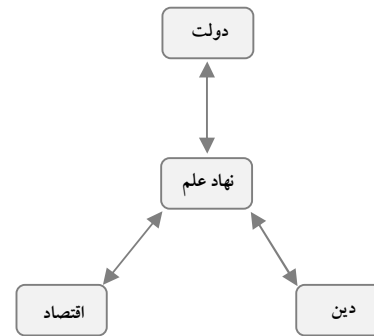 دولت
نهاد علم
دین
اقتصاد